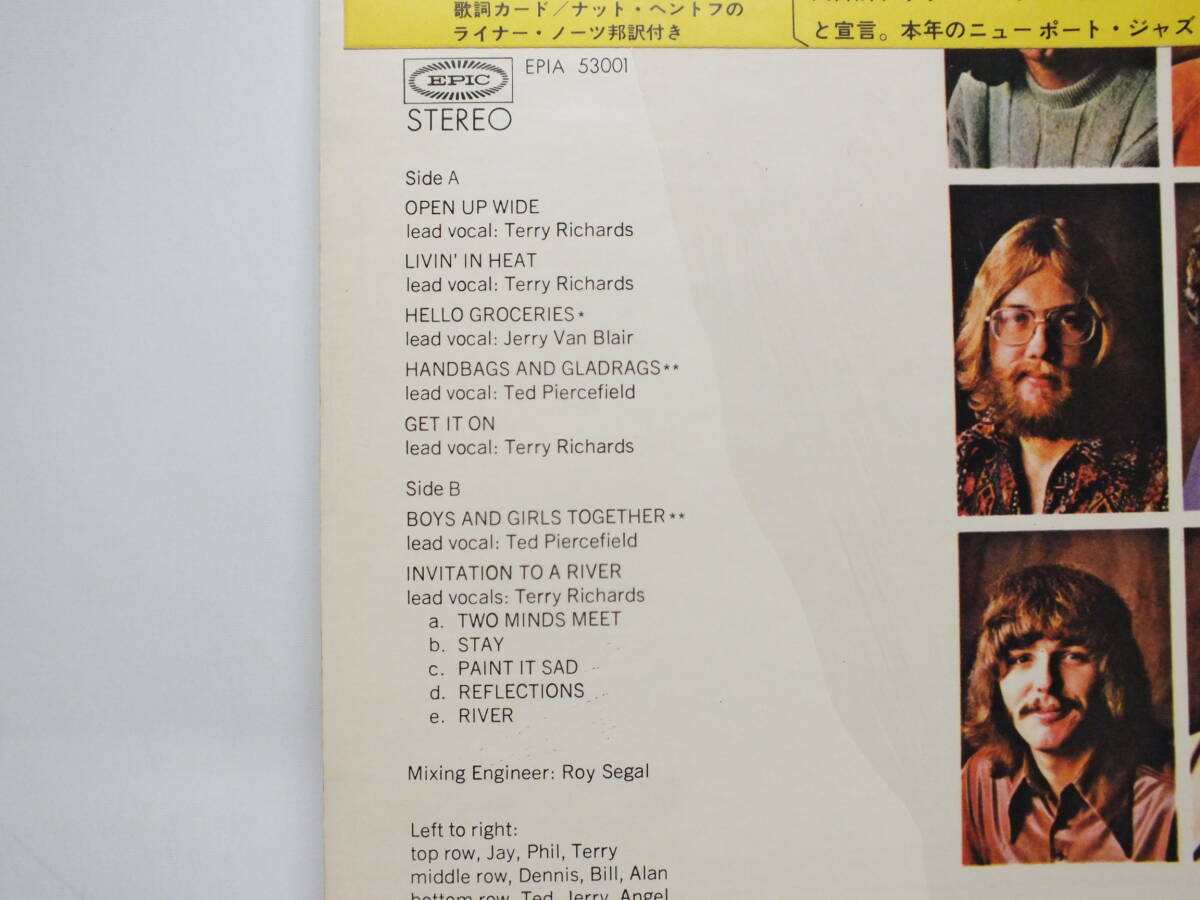 歌詞カード/ナット・ヘントフの
ライナー・ノーツ邦訳付き
と宣言。本年のニューポート・ジャズ
EPIC
EPIA 53001
STEREO
Side A
OPEN UP WIDE
lead vocal: Terry Richards
LIVIN' IN HEAT
lead vocal: Terry Richards
HELLO GROCERIES*
lead vocal: Jerry Van Blair
HANDBAGS AND GLADRAGS**
lead vocal: Ted Piercefield
GET IT ON
lead vocal: Terry Richards
Side B
BOYS AND GIRLS TOGETHER**
lead vocal: Ted Piercefield
INVITATION TO A RIVER
lead vocals: Terry Richards
a. TWO MINDS MEET
b. STAY
c. PAINT IT SAD
d. REFLECTIONS
e. RIVER
Mixing Engineer: Roy Segal
Left to right:
top row, Jay, Phil, Terry
middle row, Dennis, Bill, Alan
bottom row, Ted, Jerry, Angel